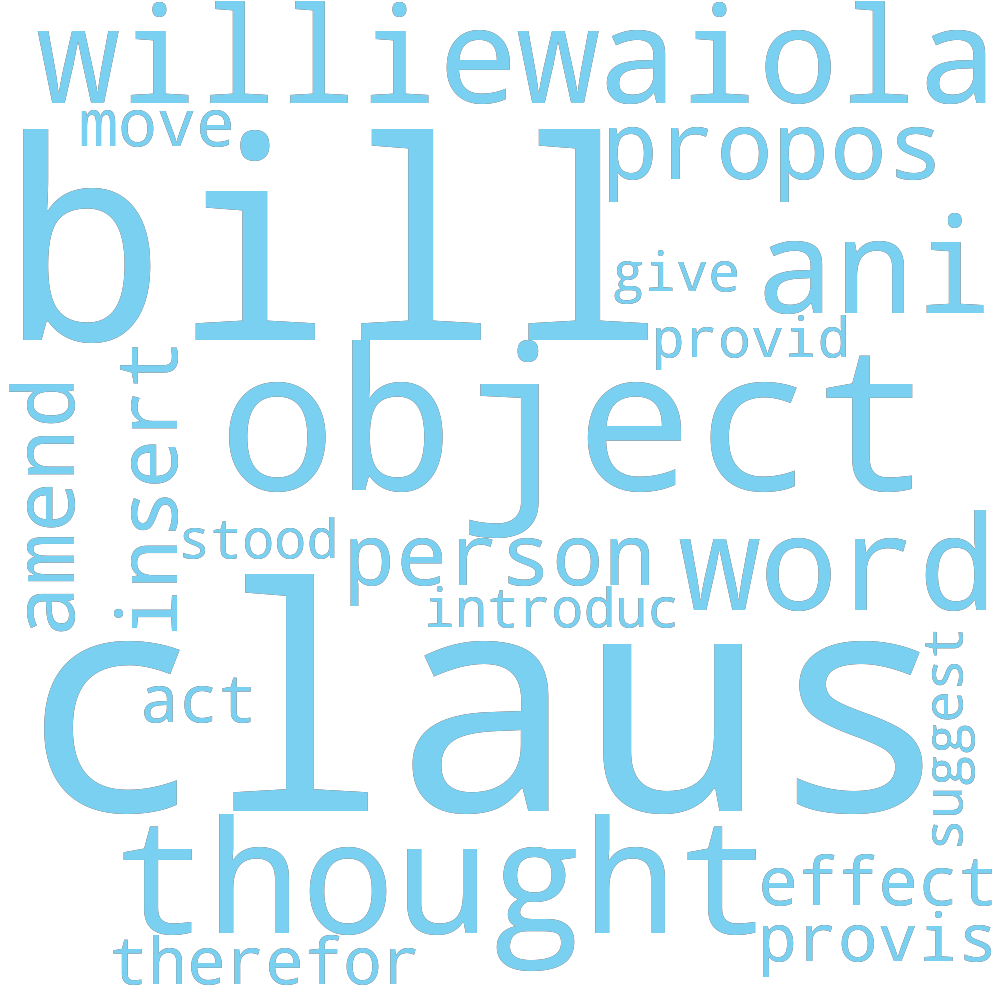 williewaiola
move
propos
bill
ani
give
provid
object
amend
insert
stood
person
word
introduc
claus
act
suggest
thought
effect
provis
therefor